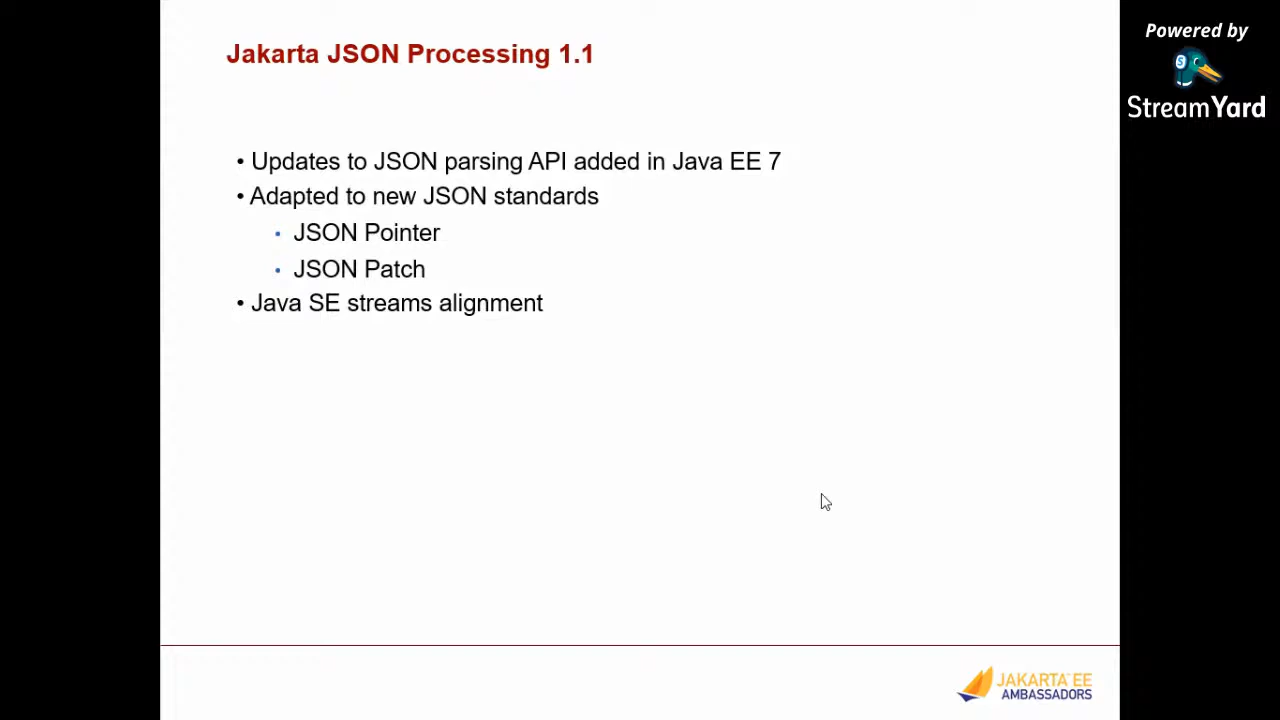 Jakarta JSON Processing 1.1
Powered by
StreamYard
• Updates to JSON parsing API added in Java EE 7
• Adapted to new JSON standards
• JSON Pointer
• JSON Patch
• Java SE streams alignment
JAKARTA EE
AMBASSADORS